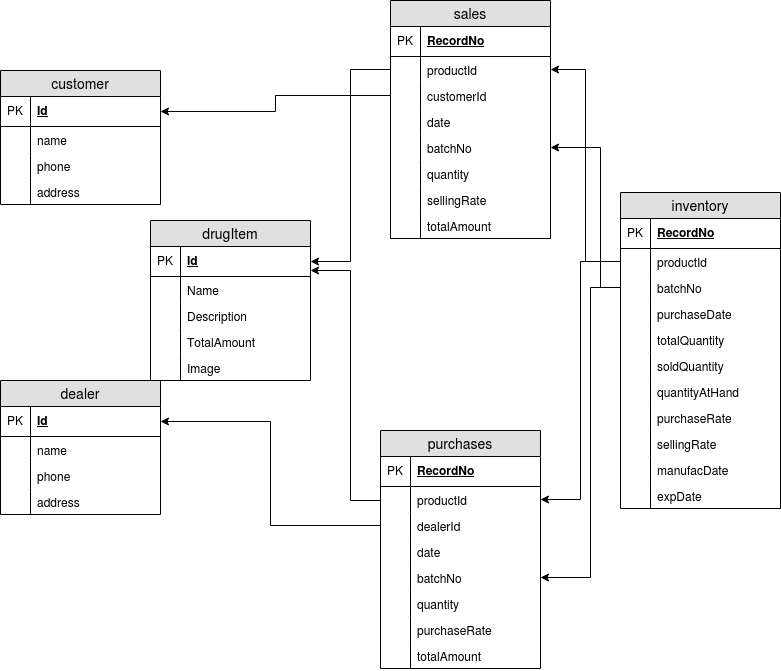 sales
PK RecordNo
productId
customerId
date
batchNo
quantity
sellingRate
totalAmount
customer
PK Id
name
phone
address
drugItem
PK Id
Name
Description
TotalAmount
Image
inventory
PK RecordNo
productId
batchNo
purchaseDate
totalQuantity
soldQuantity
quantityAtHand
purchaseRate
sellingRate
manufacDate
expDate
dealer
PK Id
name
phone
address
purchases
PK RecordNo
productId
dealerId
date
batchNo
quantity
purchaseRate
totalAmount